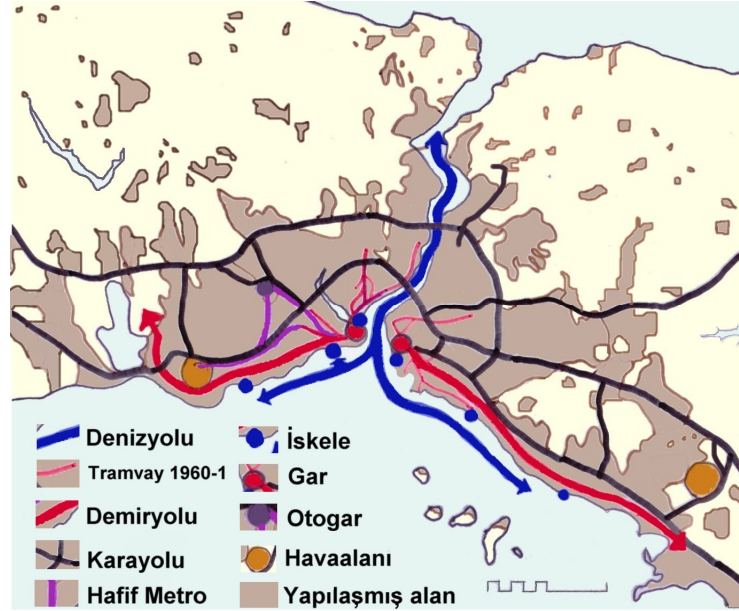 Denizyolu
Tramvay 1960-1
Demiryolu
Karayolu
Hafif Metro
İskele
Gar
Otogar
Havaalanı
Yapılaşmış alan